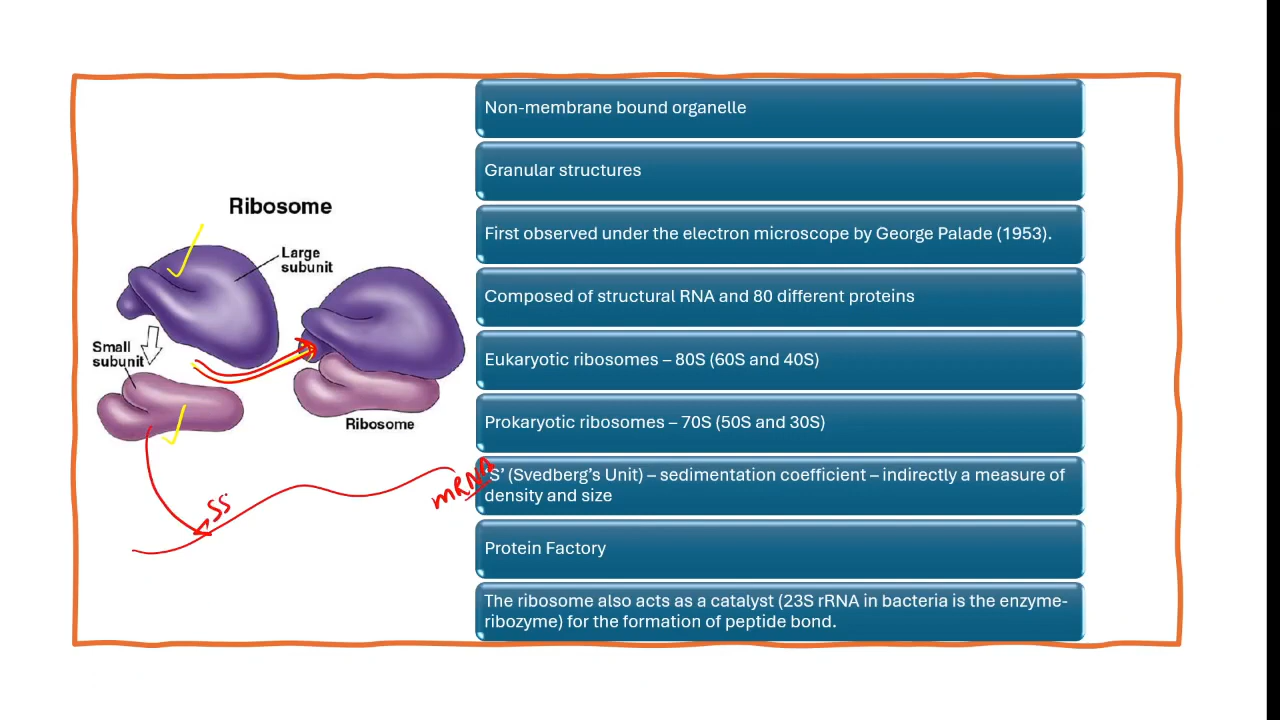 Ribosome
Large
subunit
Small
subunit
Ribosome
SS
mRNA
Non-membrane bound organelle
Granular structures
First observed under the electron microscope by George Palade (1953).
Composed of structural RNA and 80 different proteins
Eukaryotic ribosomes – 80S (60S and 40S)
Prokaryotic ribosomes – 70S (50S and 30S)
S’ (Svedberg’s Unit) – sedimentation coefficient – indirectly a measure of
density and size
Protein Factory
The ribosome also acts as a catalyst (23S rRNA in bacteria is the enzyme-
ribozyme) for the formation of peptide bond.